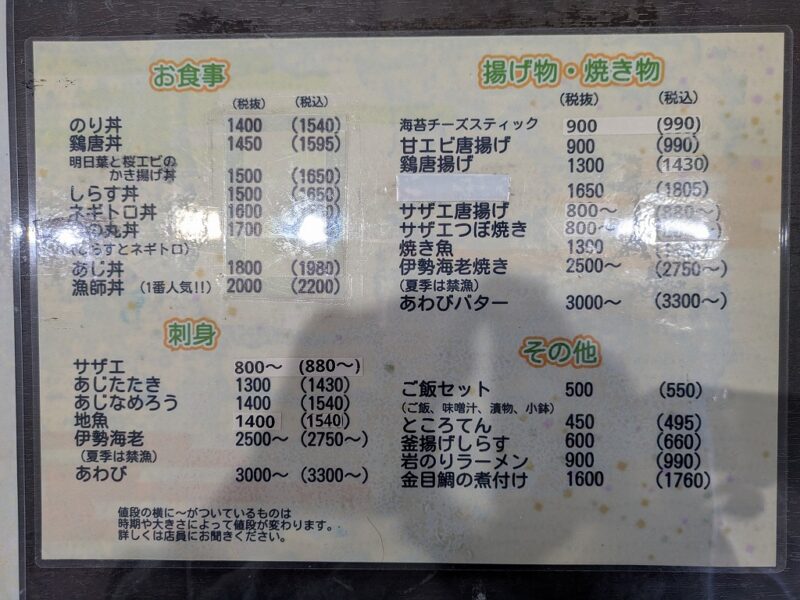 お食事
(税抜) (税込)
のり丼 1400 (1540)
鶏唐丼 1450 (1595)
明日葉と桜エビの
かき揚げ丼 1500 (1650)
しらす丼 1500 (1650)
ネギトロ丼 1600
の丸丼 1700
らすとネギトロ)
あじ丼 1800 (1980)
漁師丼 (1番人気!!) 2000 (2200)
刺身
サザエ 800～ (880～)
あじたたき 1300 (1430)
あじなめろう 1400 (1540)
地魚 1400 (1540)
伊勢海老 2500～ (2750～)
(夏季は禁漁)
あわび 3000～ (3300～)
値段の横に～がついているものは
時期や大きさによって値段が変わります。
詳しくは店員にお聞きください。
揚げ物・焼き物
(税抜) (税込)
海苔チーズスティック 900 (990)
甘エビ唐揚げ 900 (990)
鶏唐揚げ 1300 (1430)
1650 (1805)
サザエ唐揚げ 800～ (880～)
サザエつぼ焼き 800～
焼き魚 1300
伊勢海老焼き 2500～ (2750～)
(夏季は禁漁)
あわびバター 3000～ (3300～)
その他
ご飯セット 500 (550)
(ご飯、味噌汁、漬物、小鉢)
ところてん 450 (495)
釜揚げしらす 600 (660)
岩のりラーメン 900 (990)
金目鯛の煮付け 1600 (1760)